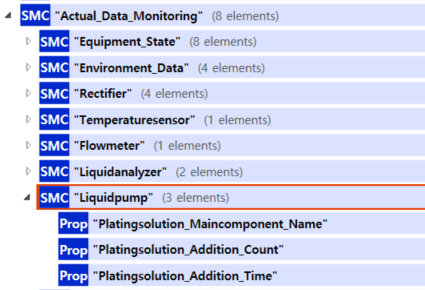 SMC "Actual_Data_Monitoring" (8 elements)
SMC "Equipment_State" (8 elements)
SMC "Environment_Data" (4 elements)
SMC "Rectifier" (4 elements)
SMC "Temperaturesensor" (1 elements)
SMC "Flowmeter" (1 elements)
SMC "Liquidanalyzer" (2 elements)
SMC "Liquidpump" (3 elements)
Prop "Platingsolution_Maincomponent_Name"
Prop "Platingsolution_Addition_Count"
Prop "Platingsolution_Addition_Time"